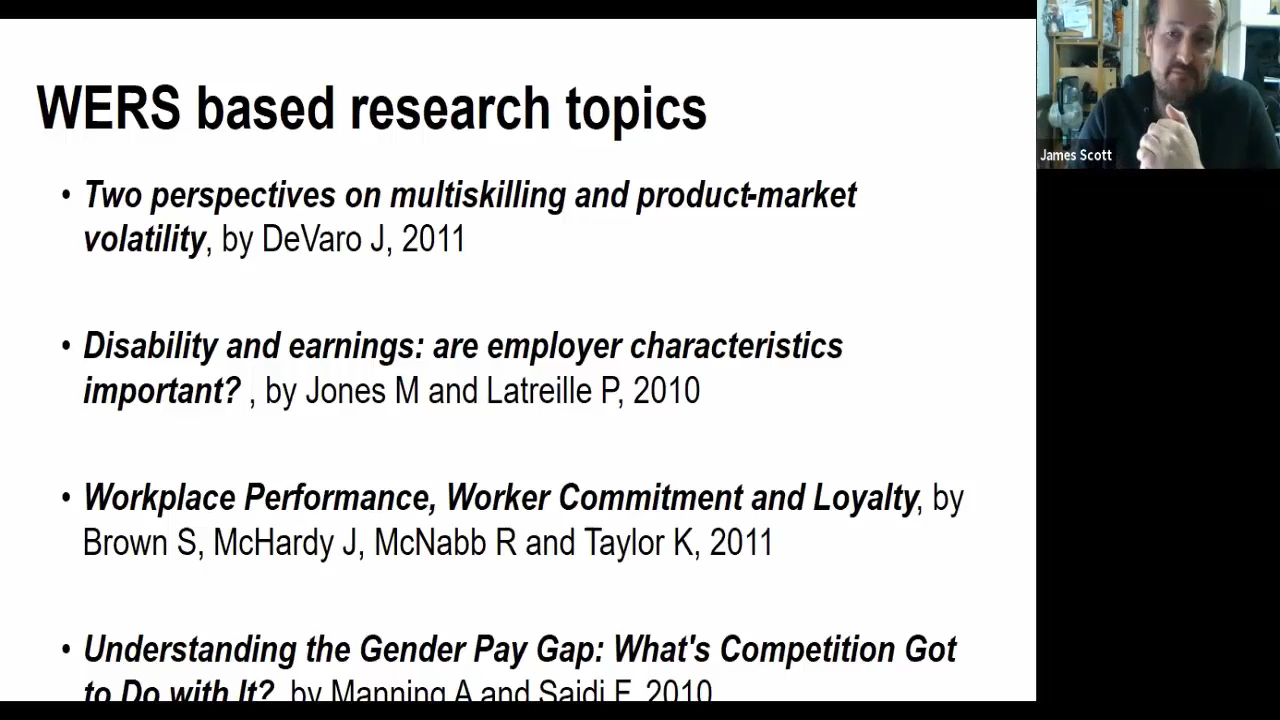 WERS based research topics
• Two perspectives on multiskilling and product-market
volatility, by DeVaro J, 2011
• Disability and earnings: are employer characteristics
important? , by Jones M and Latreille P, 2010
• Workplace Performance, Worker Commitment and Loyalty, by
Brown S, McHardy J, McNabb R and Taylor K, 2011
• Understanding the Gender Pay Gap: What's Competition Got
to Do with It?, by Manning A and Saidi F, 2010
James Scott